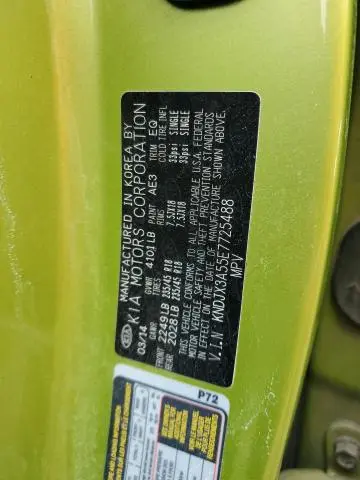 MANUFACTURED IN KOREA BY
KIA MOTORS CORPORATION
03/14 GVWR 4101LB PAINT AE3 TRIM EQ
GAWR TIRES RIMS COLD TIRE INFL
FRONT 2249LB 235/45 R18 7.5JX18 33psi SINGLE
REAR 2028LB 235/45 R18 7.5JX18 33psi SINGLE
THIS VEHICLE CONFORMS TO ALL APPLICABLE U.S.A. FEDERAL
MOTOR VEHICLE SAFETY AND THEFT PREVENTION STANDARDS
IN EFFECT ON THE DATE OF MANUFACTURE SHOWN ABOVE.
V.I.N KNDJX3A55E7725488
MPV
P72